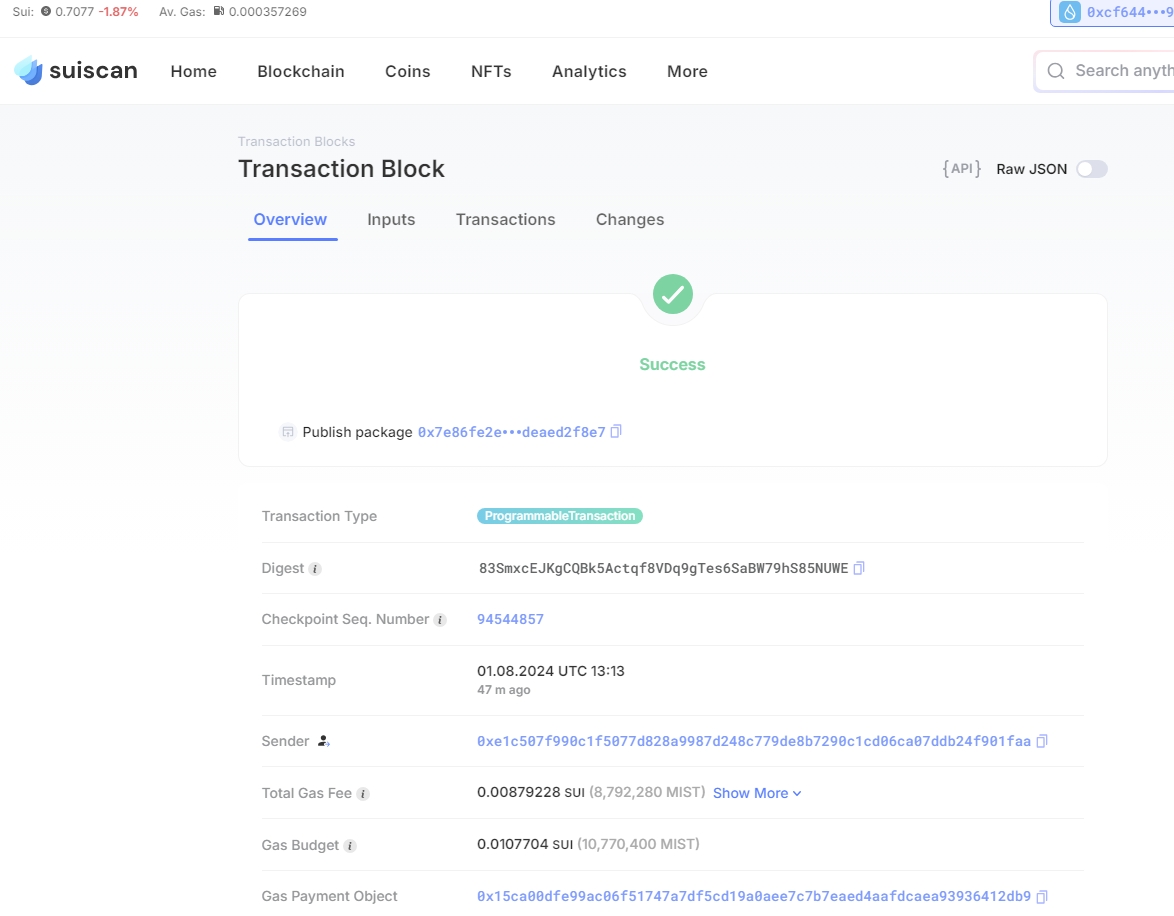 Sui: 0.7077 -1.87% Av. Gas: 0.000357269
0xcf644•••9
suiscan Home Blockchain Coins NFTs Analytics More
Search anyth
Transaction Blocks
Transaction Block
{API} Raw JSON
Overview Inputs Transactions Changes
Success
Publish package 0x7e86fe2e•••deaed2f8e7
Transaction Type ProgrammableTransaction
Digest 83SmxcEJKgCQBk5Actqf8VDq9gTes6SaBW79hS85NUWE
Checkpoint Seq. Number 94544857
Timestamp 01.08.2024 UTC 13:13
47 m ago
Sender 0xe1c507f990c1f5077d828a9987d248c779de8b7290c1cd06ca07ddb24f901faa
Total Gas Fee 0.00879228 SUI (8,792,280 MIST) Show More
Gas Budget 0.0107704 SUI (10,770,400 MIST)
Gas Payment Object 0x15ca00dfe99ac06f51747a7df5cd19a0aee7c7b7eaed4aafdcaea93936412db9